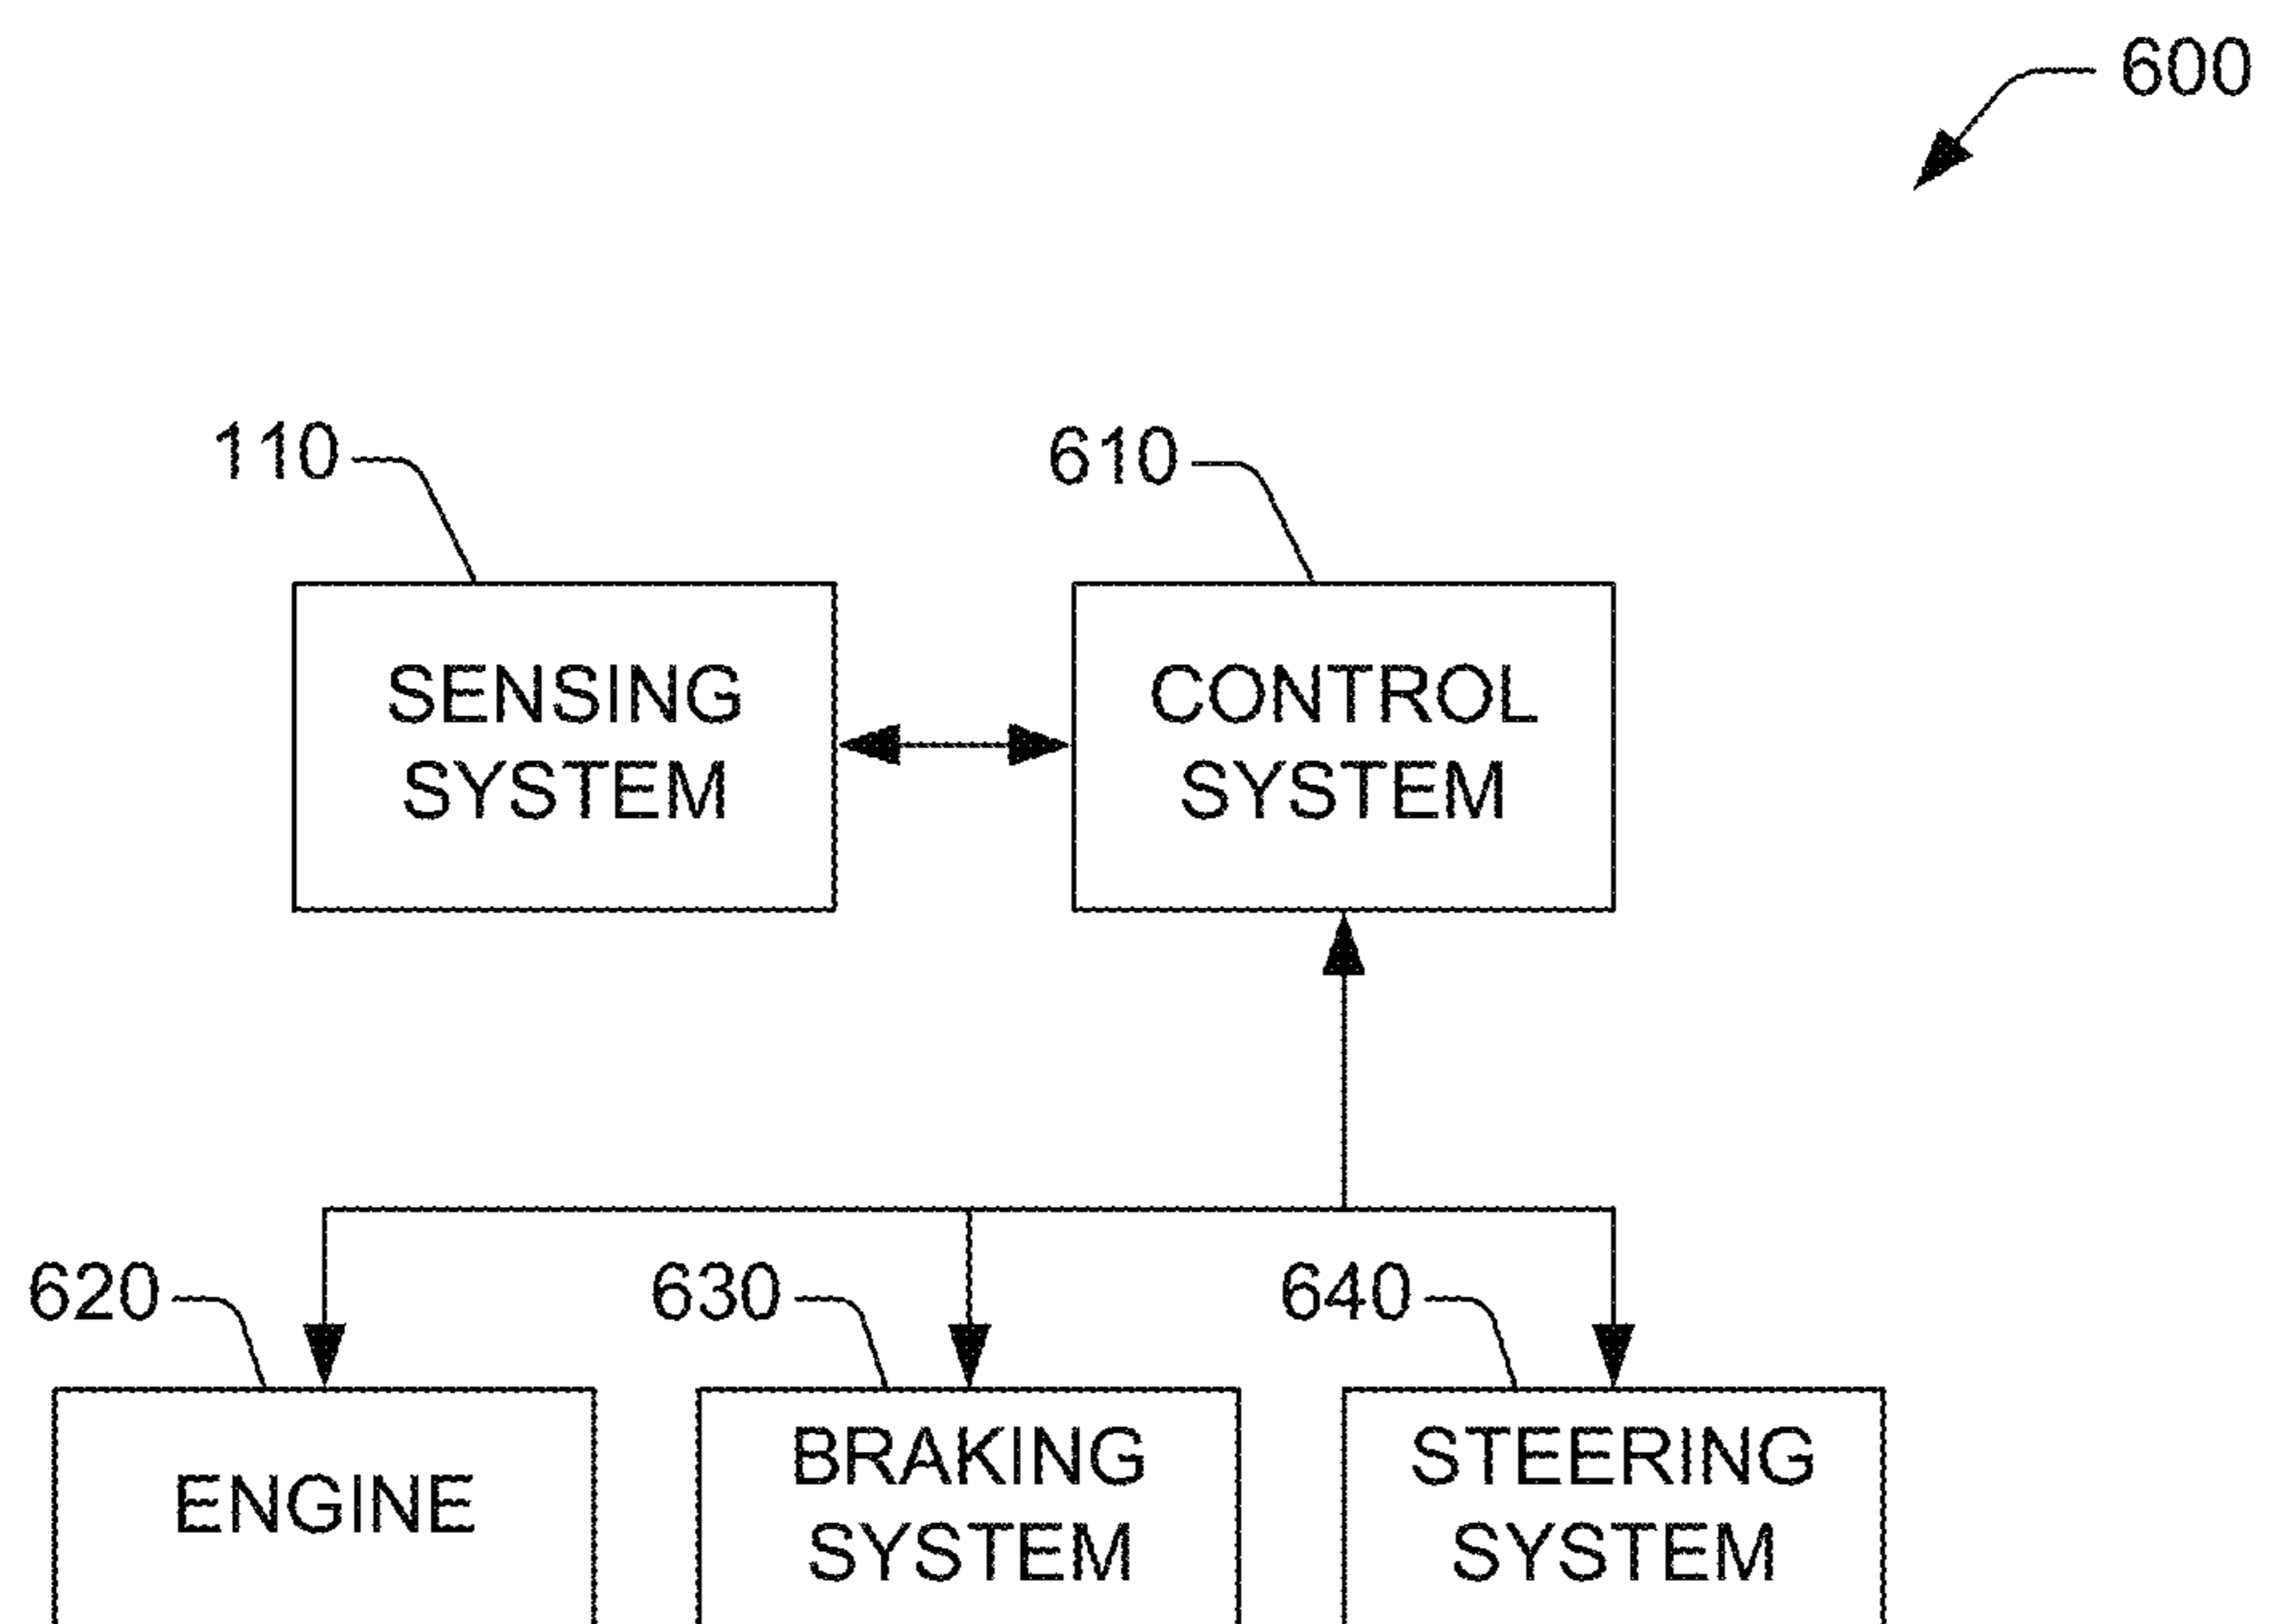 600
110
610
SENSING
SYSTEM
CONTROL
SYSTEM
620
630
640
ENGINE
BRAKING
SYSTEM
STEERING
SYSTEM